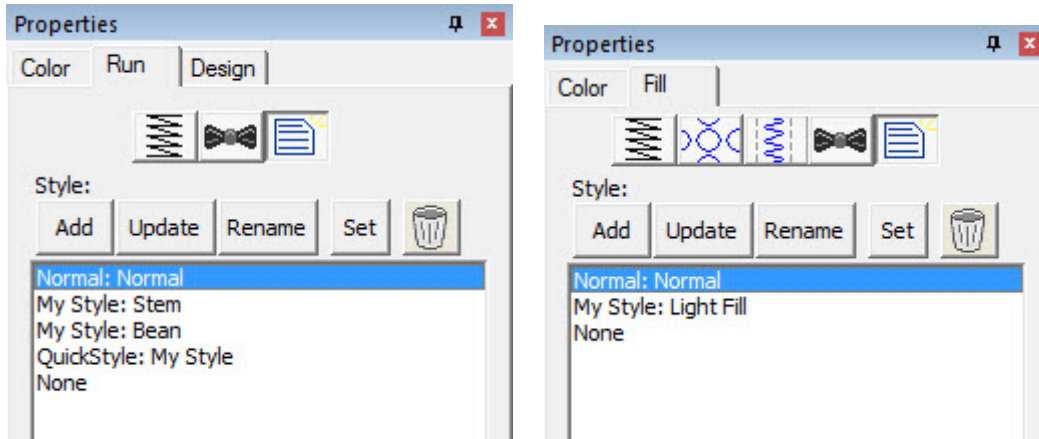 Properties
Color Run Design
Style:
Add Update Rename Set
Normal: Normal
My Style: Stem
My Style: Bean
QuickStyle: My Style
None
Properties
Color Fill
Style:
Add Update Rename Set
Normal: Normal
My Style: Light Fill
None